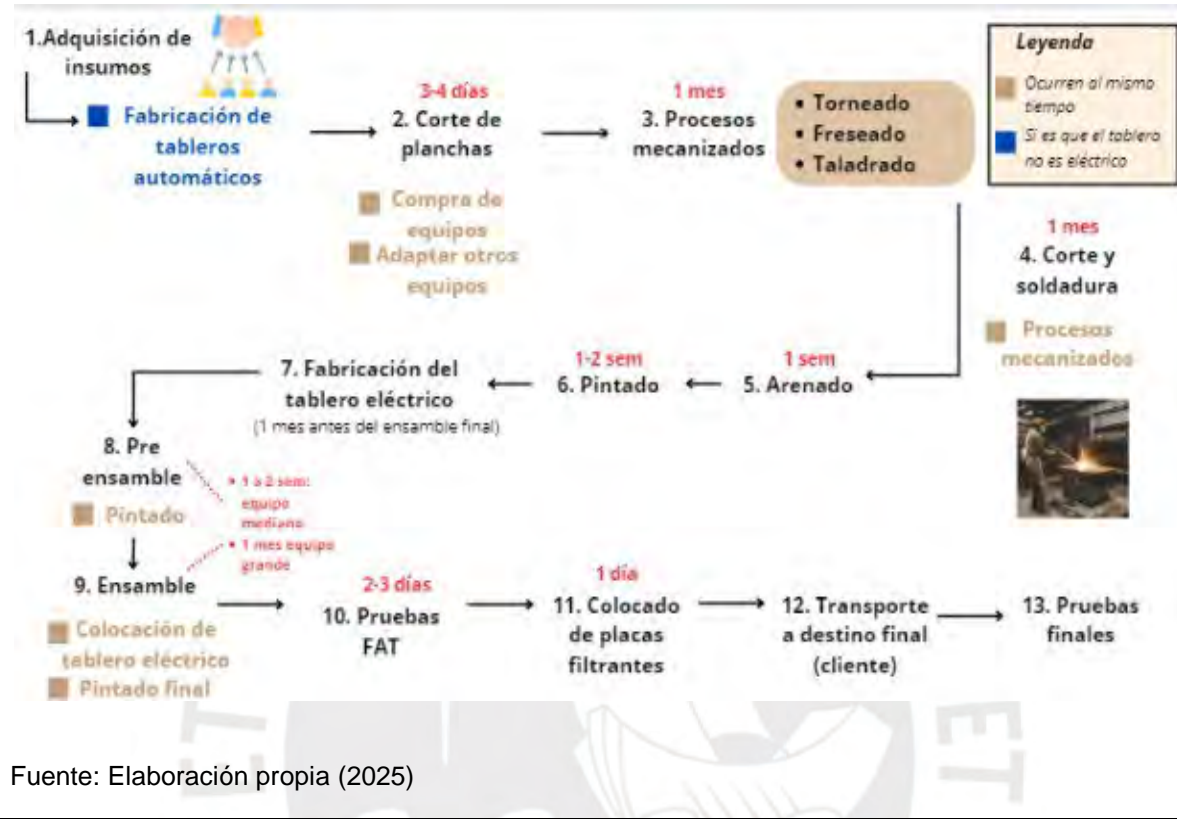 1.Adquisición de
insumos
Fabricación de
tableros
automáticos
3-4 días
2. Corte de
planchas
Compra de
equipos
Adaptar otros
equipos
1 mes
3. Procesos
mecanizados
• Torneado
• Freseado
• Taladrado
Leyenda
Ocurren al mismo
tiempo
Si es que el tablero
no es eléctrico
1 mes
4. Corte y
soldadura
Procesos
mecanizados
1 sem
5. Arenado
1-2 sem
6. Pintado
7. Fabricación del
tablero eléctrico
(1 mes antes del ensamble final)
8. Pre
ensamble
Pintado
• 1 a 2 sem:
equipo
mediano
• 1 mes equipo
grande
9. Ensamble
Colocación de
tablero eléctrico
Pintado final
2-3 días
10. Pruebas
FAT
1 día
11. Colocado
de placas
filtrantes
12. Transporte
a destino final
(cliente)
13. Pruebas
finales
ET
Fuente: Elaboración propia (2025)